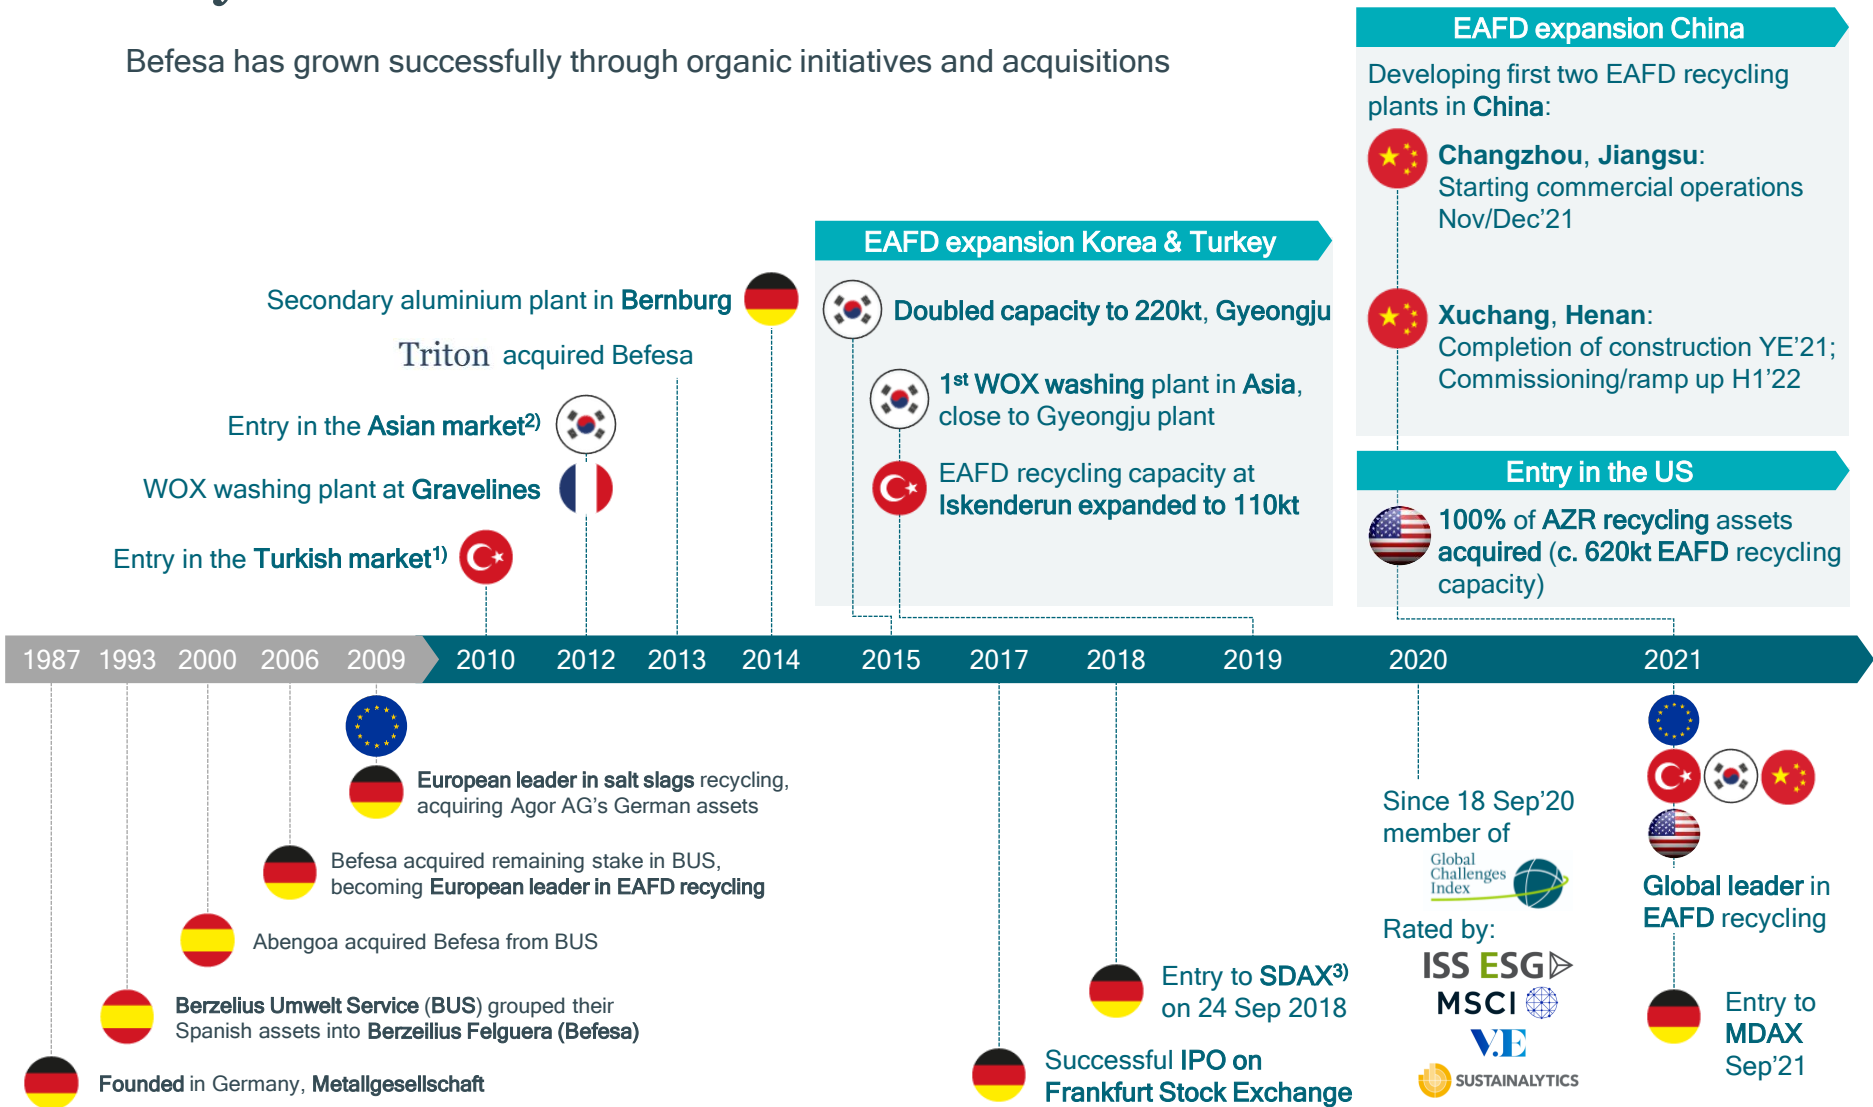 Befesa has grown successfully through organic initiatives and acquisitions
EAFD expansion China
Developing first two EAFD recycling
plants in China:
Changzhou, Jiangsu:
Starting commercial operations
Nov/Dec’21
Xuchang, Henan:
Completion of construction YE’21;
Commissioning/ramp up H1’22
Entry in the US
100% of AZR recycling assets
acquired (c. 620kt EAFD recycling
capacity)
EAFD expansion Korea & Turkey
Doubled capacity to 220kt, Gyeongju
1st WOX washing plant in Asia,
close to Gyeongju plant
EAFD recycling capacity at
Iskenderun expanded to 110kt
Secondary aluminium plant in Bernburg
Triton acquired Befesa
Entry in the Asian market2)
WOX washing plant at Gravelines
Entry in the Turkish market1)
1987 1993 2000 2006 2009 2010 2012 2013 2014 2015 2017 2018 2019 2020 2021
European leader in salt slags recycling,
acquiring Agor AG’s German assets
Befesa acquired remaining stake in BUS,
becoming European leader in EAFD recycling
Abengoa acquired Befesa from BUS
Berzelius Umwelt Service (BUS) grouped their
Spanish assets into Berzeilius Felguera (Befesa)
Founded in Germany, Metallgesellschaft
Successful IPO on
Frankfurt Stock Exchange
Entry to SDAX3)
on 24 Sep 2018
Since 18 Sep’20
member of
Global
Challenges
Index
Rated by:
ISS ESG
MSCI
V.E
SUSTAINALYTICS
Global leader in
EAFD recycling
Entry to
MDAX
Sep’21